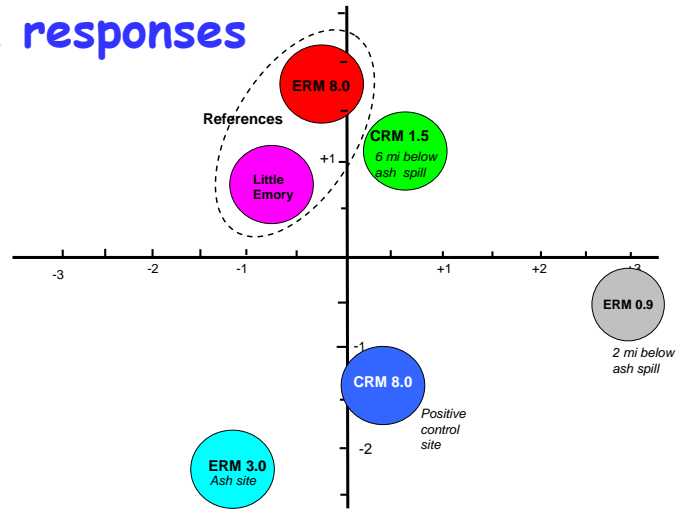 responses
ERM 8.0
References
CRM 1.5
6 mi below
ash spill
+1
Little
Emory
-3
-2
-1
+1
+2
+3
ERM 0.9
2 mi below
ash spill
-1
CRM 8.0
Positive
control
site
-2
ERM 3.0
Ash site